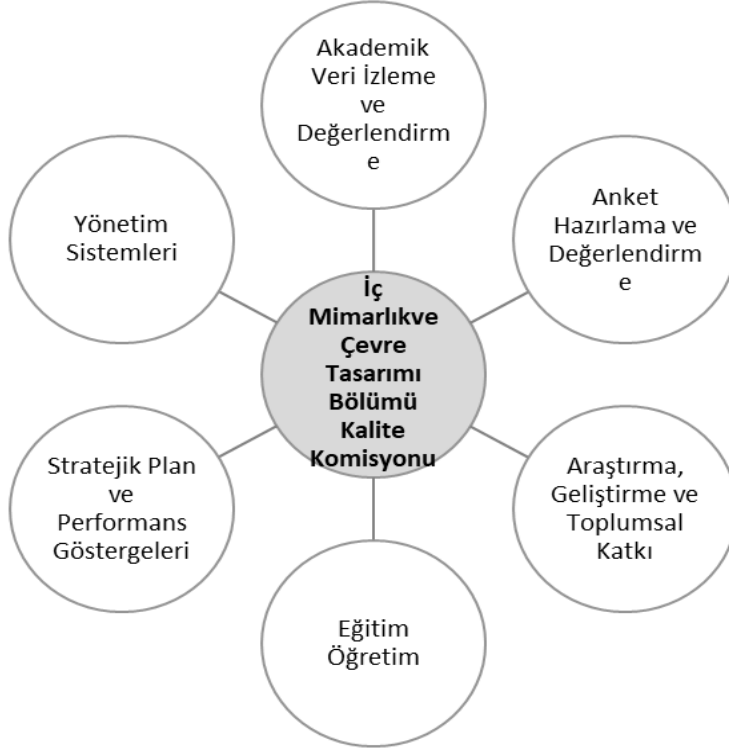 Akademik
Veri İzleme
ve
Değerlendirm
e
Anket
Hazırlama ve
Değerlendirm
e
Araştırma,
Geliştirme ve
Toplumsal
Katkı
Eğitim
Öğretim
Stratejik Plan
ve
Performans
Göstergeleri
Yönetim
Sistemleri
İç
Mimarlıkve
Çevre
Tasarımı
Bölümü
Kalite
Komisyonu